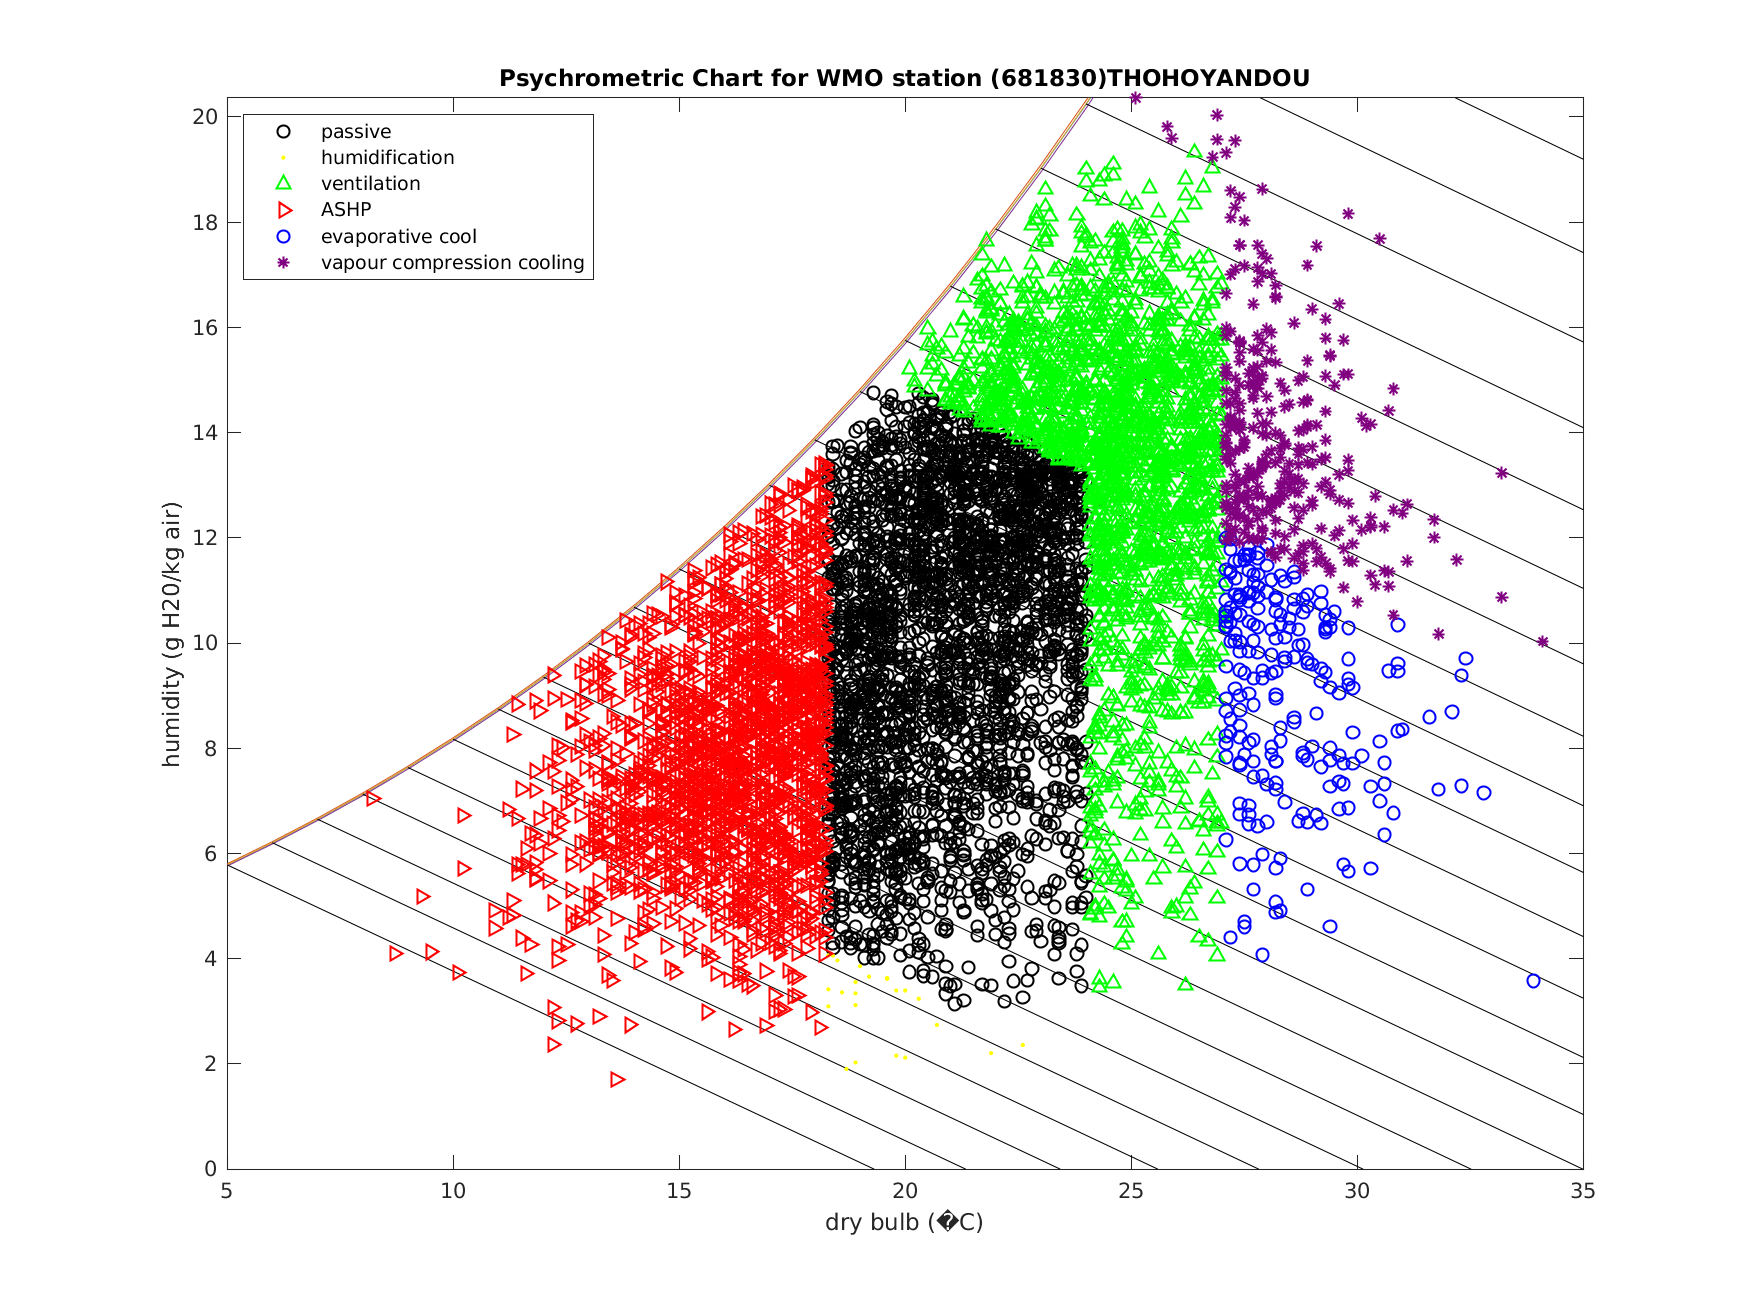 Psychrometric Chart for WMO station (681830)THOHOYANDOU
passive
humidification
ventilation
ASHP
evaporative cool
vapour compression cooling
20
18
16
14
12
10
8
6
4
2
0
humidity (g H20/kg air)
5
10
15
20
25
30
35
dry bulb (�C)